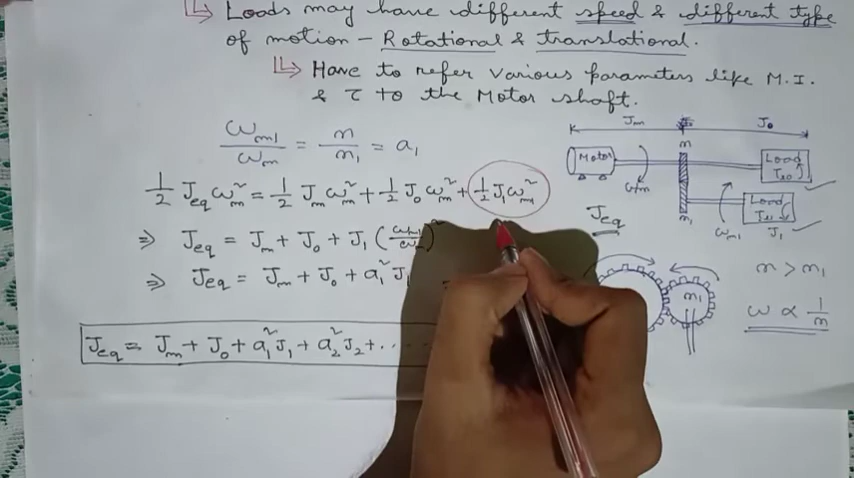 Loads may have different speed & different type
of motion - Rotational & translational.
Have to refer various parameters like M.I.
& τ to the Motor shaft.
ωm1/ωm = n/n1 = a1
1/2 Jeq ωm² = 1/2 Jm ωm² + 1/2 J0 ωm² + 1/2 J1 ωm1²
⇒ Jeq = Jm + J0 + J1 (ωm1/ωm)²
⇒ Jeq = Jm + J0 + a1² J1
Jeq = Jm + J0 + a1² J1 + a2² J2 + ....
Jm J0
n
Motor
ωm
Load
Load
n1
ωm1
J1
Jeq
n1
n > n1
ω ∝ 1/n